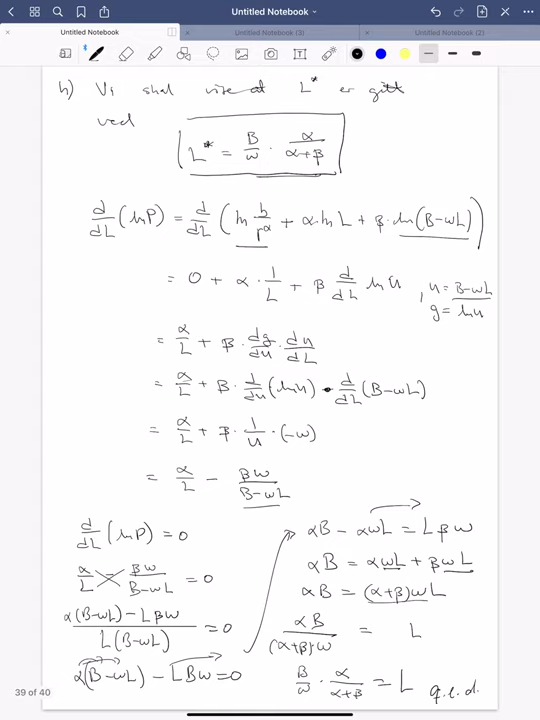 Untitled Notebook
Untitled Notebook
Untitled Notebook (3)
Untitled Notebook (2)
h) Vi skal vise at L* er gitt
ved
L* = B/w · α/(α+β)
d/dL (ln P) = d/dL (ln b/r^α + α·ln L + β·ln(B-wL))
= 0 + α · 1/L + β d/dL ln u , u = B-wL
g = ln u
= α/L + β · dg/du · du/dL
= α/L + β · d/du (ln u) · d/dL (B-wL)
= α/L + β · 1/u · (-w)
= α/L - βw/(B-wL)
d/dL (ln P) = 0
α/L - βw/(B-wL) = 0
(α(B-wL) - Lβw)/(L(B-wL)) = 0
α(B-wL) - Lβw = 0
αB - αwL = Lβw
αB = αwL + βwL
αB = (α+β)wL
αB/((α+β)w) = L
B/w · α/(α+β) = L q.e.d.
39 of 40